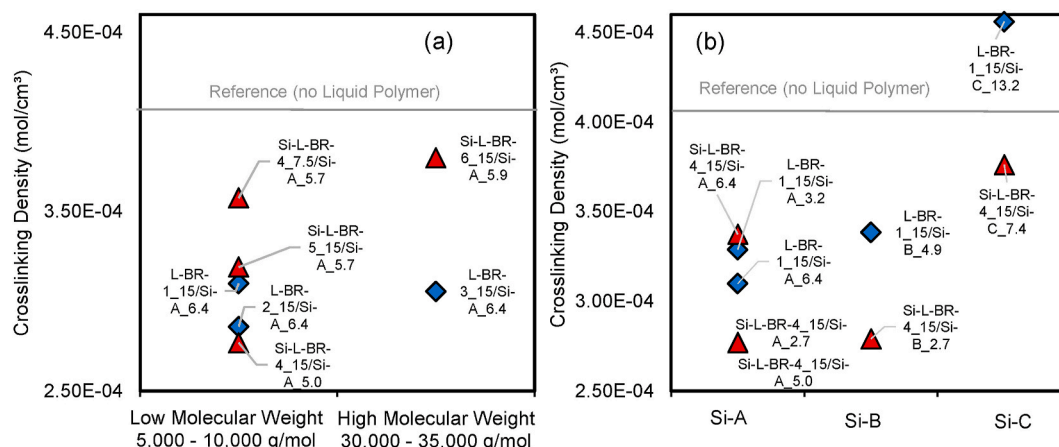 4.50E-04
3.50E-04
2.50E-04
Crosslinking Density (mol/cm³)
(a)
Reference (no Liquid Polymer)
Si-L-BR-
4_7.5/Si-
A_5.7
Si-L-BR-
6_15/Si-
A_5.9
Si-L-BR-
5_15/Si-
A_5.7
L-BR-
1_15/Si-
A_6.4
L-BR-
2_15/Si-
A_6.4
L-BR-
3_15/Si-
A_6.4
Si-L-BR-
4_15/Si-
A_5.0
Low Molecular Weight
5,000 - 10,000 g/mol
High Molecular Weight
30,000 - 35,000 g/mol
4.50E-04
4.00E-04
3.50E-04
3.00E-04
2.50E-04
Crosslinking Density (mol/cm³)
(b)
L-BR-
1_15/Si-
C_13.2
Reference (no Liquid Polymer)
Si-L-BR-
4_15/Si-
A_6.4
L-BR-
1_15/Si-
A_3.2
Si-L-BR-
4_15/Si-
C_7.4
L-BR-
1_15/Si-
B_4.9
L-BR-
1_15/Si-
A_6.4
Si-L-BR-4_15/Si-
A_2.7
Si-L-BR-4_15/Si-
A_5.0
Si-L-BR-
4_15/Si-
B_2.7
Si-A
Si-B
Si-C